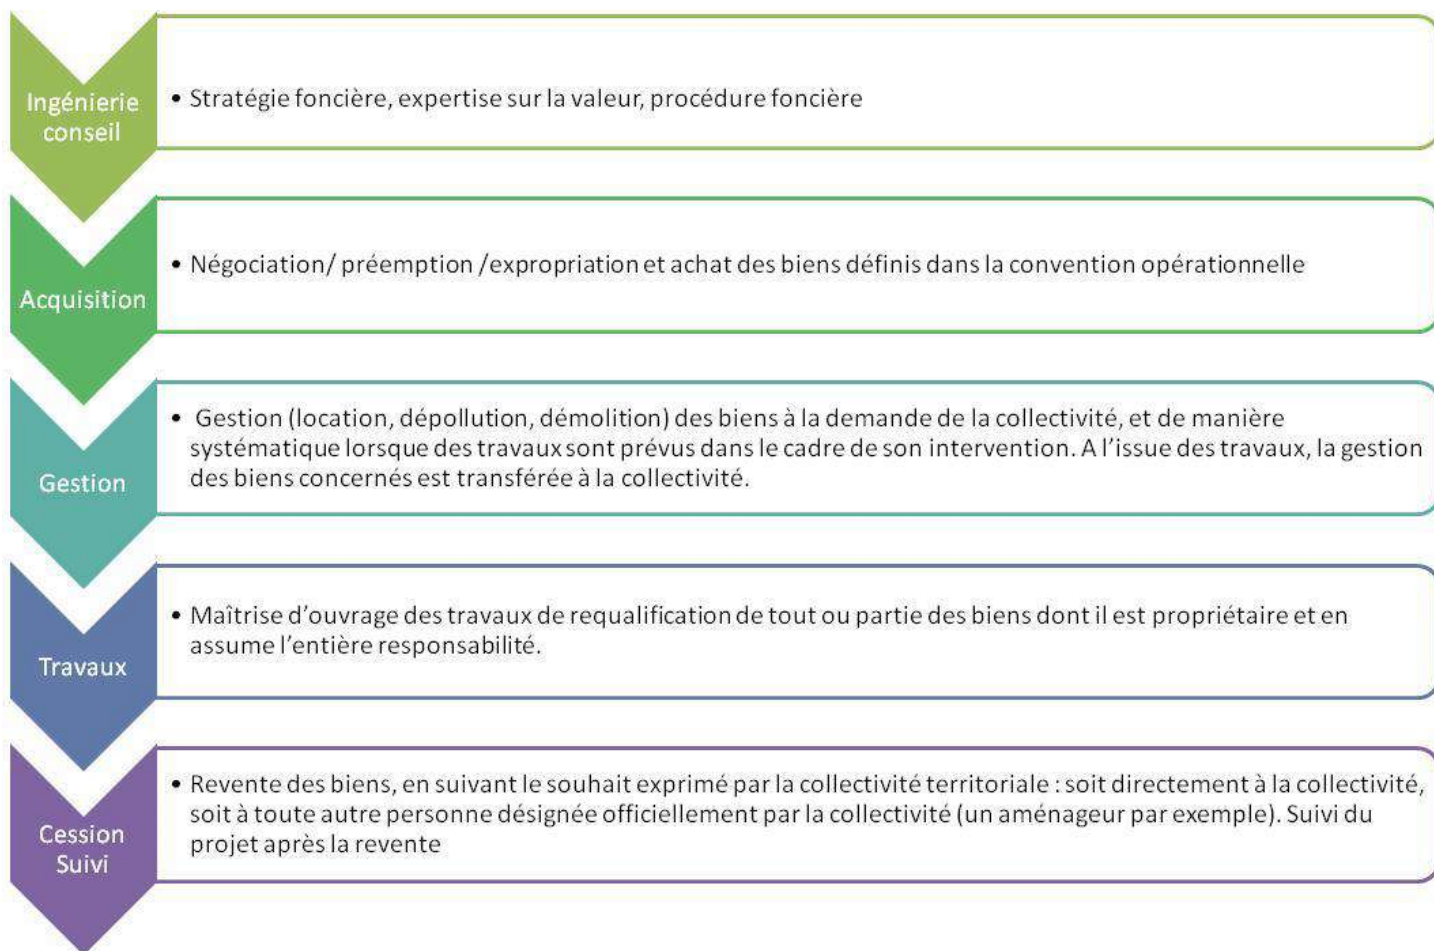 Ingénierie
conseil
• Stratégie foncière, expertise sur la valeur, procédure foncière
Acquisition
• Négociation/ préemption /expropriation et achat des biens définis dans la convention opérationnelle
Gestion
• Gestion (location, dépollution, démolition) des biens à la demande de la collectivité, et de manière
systématique lorsque des travaux sont prévus dans le cadre de son intervention. A l’issue des travaux, la gestion
des biens concernés est transférée à la collectivité.
Travaux
• Maîtrise d’ouvrage des travaux de requalification de tout ou partie des biens dont il est propriétaire et en
assume l’entière responsabilité.
Cession
Suivi
• Revente des biens, en suivant le souhait exprimé par la collectivité territoriale : soit directement à la collectivité,
soit à toute autre personne désignée officiellement par la collectivité (un aménageur par exemple). Suivi du
projet après la revente